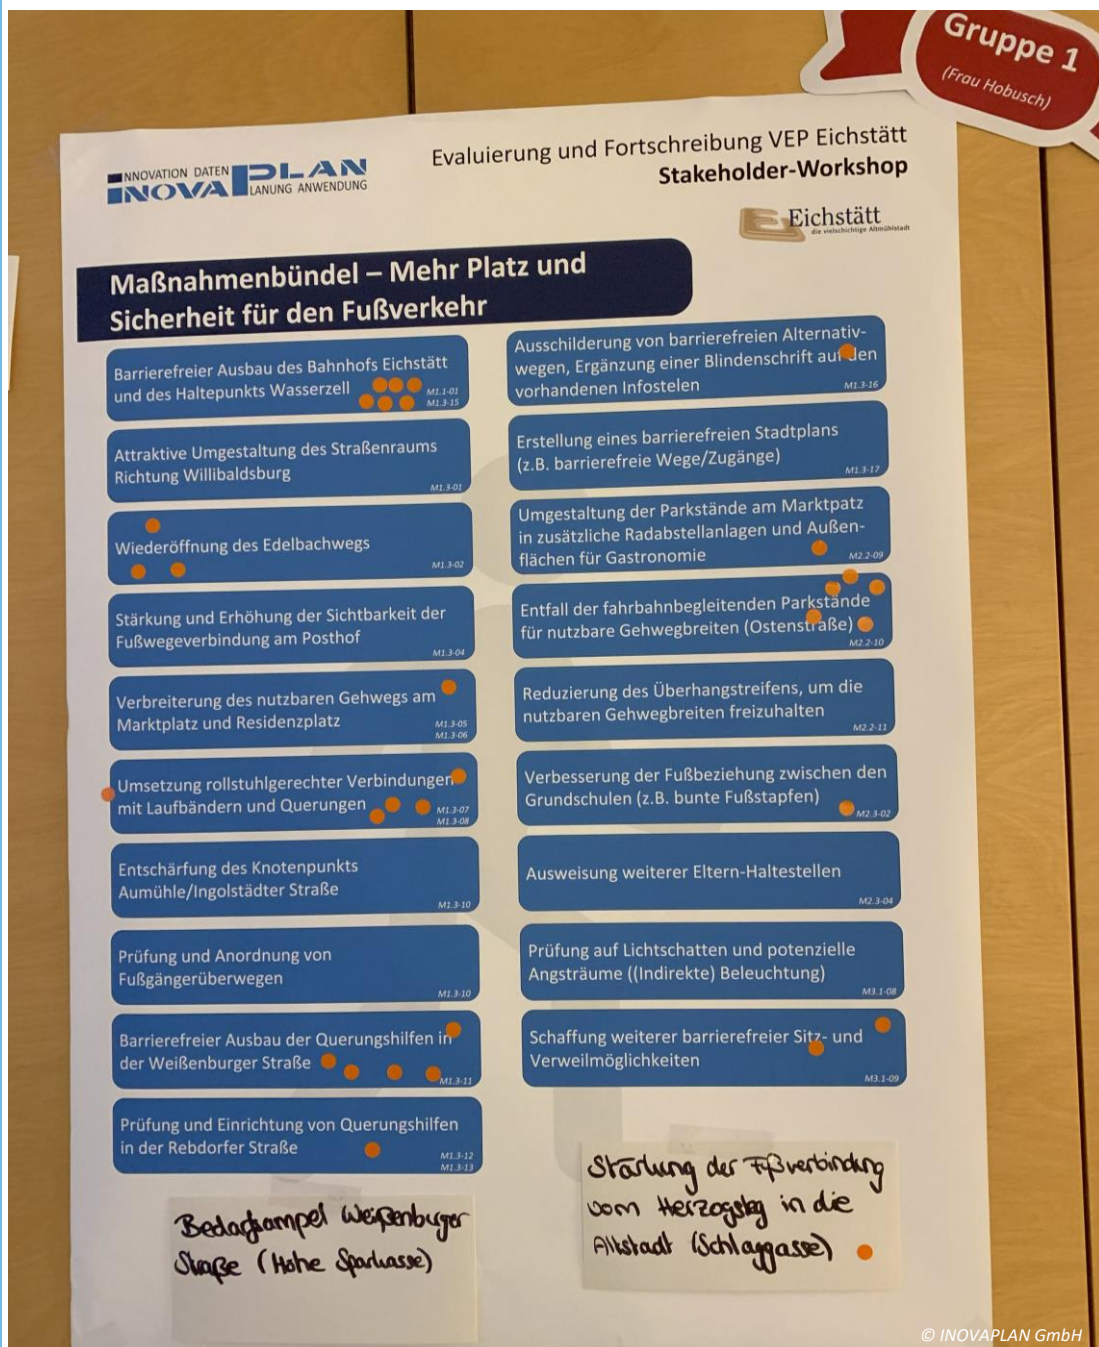 Gruppe 1
(Frau Hobusch)
INNOVATION DATEN
INOVAPLAN
PLANUNG ANWENDUNG
Evaluierung und Fortschreibung VEP Eichstätt
Stakeholder-Workshop
Eichstätt
die vielschichtige Altmühlstadt
Maßnahmenbündel – Mehr Platz und
Sicherheit für den Fußverkehr
Barrierefreier Ausbau des Bahnhofs Eichstätt
und des Haltepunkts Wasserzell
M1.1-01
M1.3-15
Attraktive Umgestaltung des Straßenraums
Richtung Willibaldsburg
M1.3-01
Wiederöffnung des Edelbachwegs
M1.3-02
Stärkung und Erhöhung der Sichtbarkeit der
Fußwegeverbindung am Posthof
M1.3-04
Verbreiterung des nutzbaren Gehwegs am
Marktplatz und Residenzplatz
M1.3-05
M1.3-06
Umsetzung rollstuhlgerechter Verbindungen
mit Laufbändern und Querungen
M1.3-07
M1.3-08
Entschärfung des Knotenpunkts
Aumühle/Ingolstädter Straße
M1.3-10
Prüfung und Anordnung von
Fußgängerüberwegen
M1.3-10
Barrierefreier Ausbau der Querungshilfen in
der Weißenburger Straße
M1.3-11
Prüfung und Einrichtung von Querungshilfen
in der Rebdorfer Straße
M1.3-12
M1.3-13
Bedarfsampel Weißenburger
Straße (Höhe Sparkasse)
Ausschilderung von barrierefreien Alternativ-
wegen, Ergänzung einer Blindenschrift auf den
vorhandenen Infostelen
M1.3-16
Erstellung eines barrierefreien Stadtplans
(z.B. barrierefreie Wege/Zugänge)
M1.3-17
Umgestaltung der Parkstände am Marktpatz
in zusätzliche Radabstellanlagen und Außen-
flächen für Gastronomie
M2.2-09
Entfall der fahrbahnbegleitenden Parkstände
für nutzbare Gehwegbreiten (Ostenstraße)
M2.2-10
Reduzierung des Überhangstreifens, um die
nutzbaren Gehwegbreiten freizuhalten
M2.2-11
Verbesserung der Fußbeziehung zwischen den
Grundschulen (z.B. bunte Fußstapfen)
M2.3-02
Ausweisung weiterer Eltern-Haltestellen
M2.3-04
Prüfung auf Lichtschatten und potenzielle
Angsträume ((Indirekte) Beleuchtung)
M3.1-08
Schaffung weiterer barrierefreier Sitz- und
Verweilmöglichkeiten
M3.1-09
Stärkung der Fußverbindung
vom Herzogsteg in die
Altstadt (Schlaggasse)
© INOVAPLAN GmbH